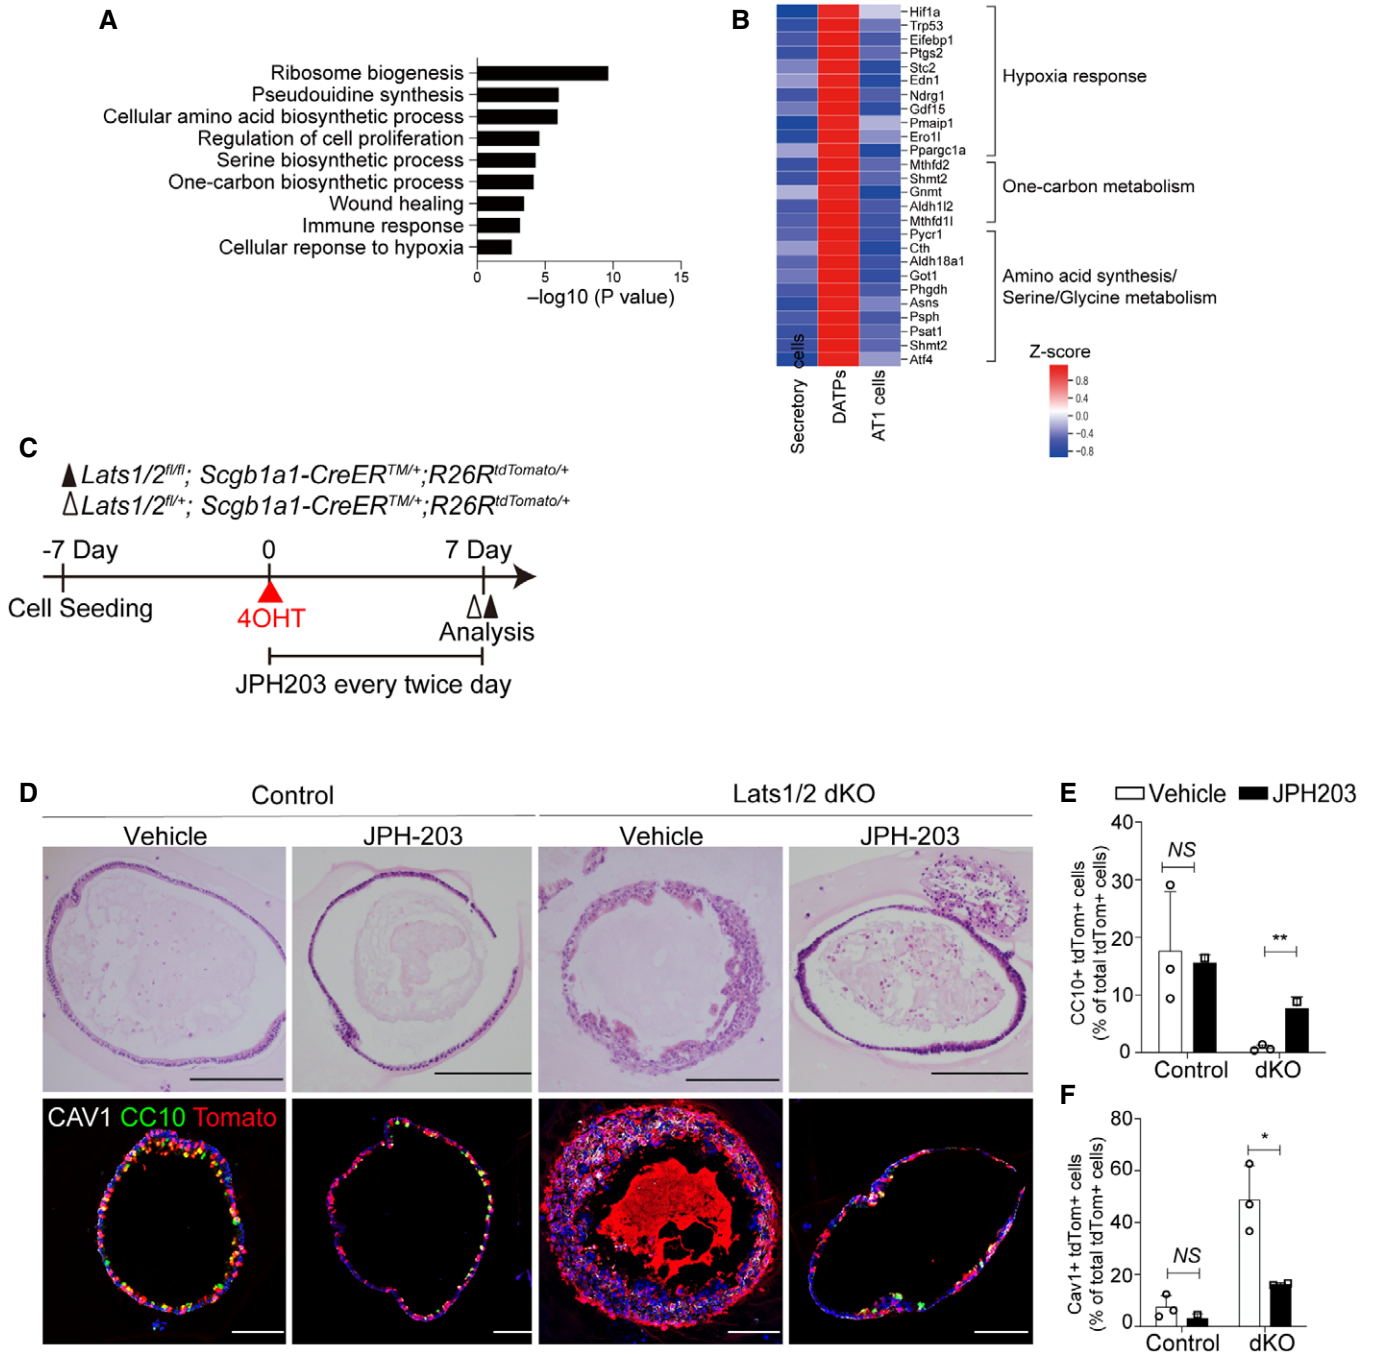 A
Ribosome biogenesis
Pseudouidine synthesis
Cellular amino acid biosynthetic process
Regulation of cell proliferation
Serine biosynthetic process
One-carbon biosynthetic process
Wound healing
Immune response
Cellular reponse to hypoxia
0 5 10 15
–log10 (P value)
B
Hif1a
Trp53
Eifebp1
Ptgs2
Stc2
Edn1
Ndrg1
Gdf15
Pmaip1
Ero1l
Ppargc1a
Mthfd2
Shmt2
Gnmt
Aldh1l2
Mthfd1l
Pycr1
Cth
Aldh18a1
Got1
Phgdh
Asns
Psph
Psat1
Shmt2
Atf4
Hypoxia response
One-carbon metabolism
Amino acid synthesis/
Serine/Glycine metabolism
Secretory cells
DATPs
AT1 cells
Z-score
0.8
0.4
0.0
−0.4
−0.8
C
Lats1/2fl/fl; Scgb1a1-CreERTM/+;R26RtdTomato/+
Lats1/2fl/+; Scgb1a1-CreERTM/+;R26RtdTomato/+
-7 Day 0 7 Day
Cell Seeding
4OHT
Analysis
JPH203 every twice day
D
Control Lats1/2 dKO
Vehicle JPH-203 Vehicle JPH-203
CAV1 CC10 Tomato
E
Vehicle JPH203
CC10+ tdTom+ cells
(% of total tdTom+ cells)
40
30
20
10
0
NS
**
Control dKO
F
Cav1+ tdTom+ cells
(% of total tdTom+ cells)
80
60
40
20
0
NS
*
Control dKO